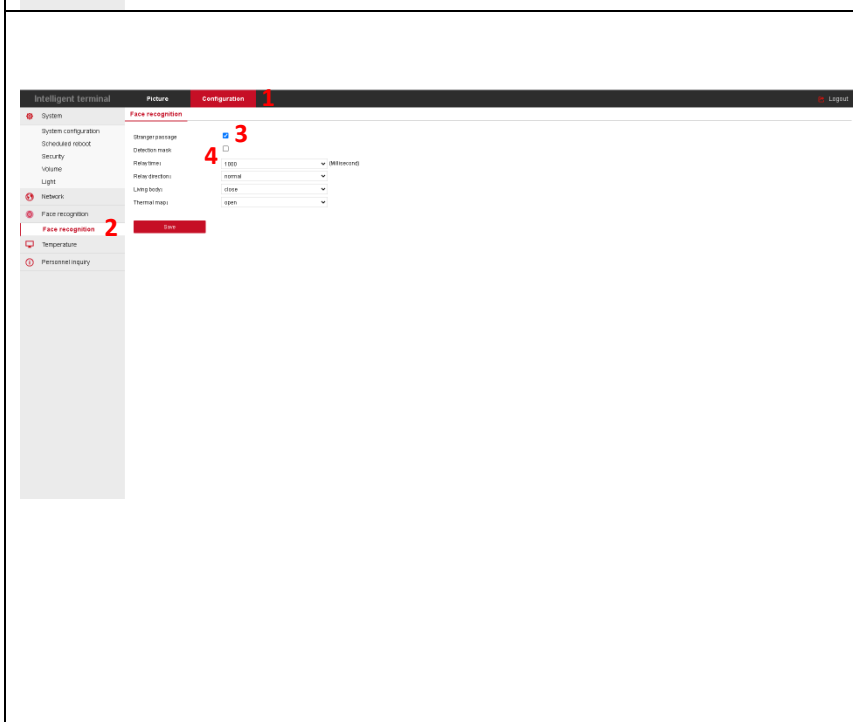 Intelligent terminal Picture Configuration 1 Logout
System
System configuration
Scheduled reboot
Security
Volume
Light
Network
Face recognition
Face recognition 2
Temperature
Personnel inquiry
Face recognition
Stranger passage 3
Detection mask 4
Relay time: 1000 (Millisecond)
Relay direction: normal
Living body: close
Thermal map: open
Save